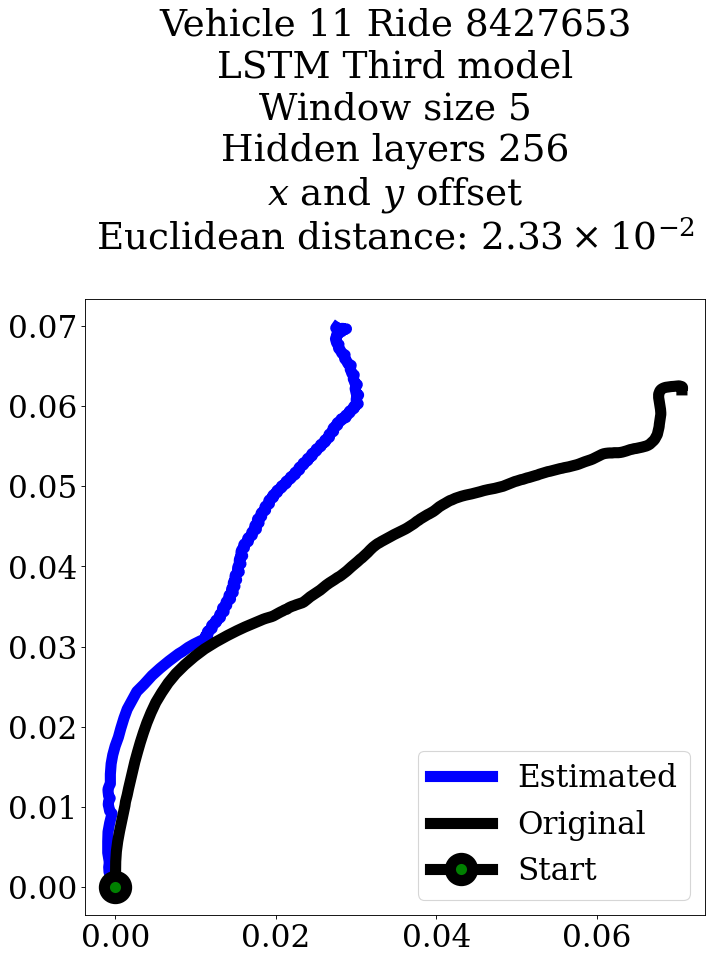 Vehicle 11 Ride 8427653
LSTM Third model
Window size 5
Hidden layers 256
x and y offset
Euclidean distance: 2.33 × 10⁻²
0.07
0.06
0.05
0.04
0.03
0.02
0.01
0.00
Estimated
Original
Start
0.00 0.02 0.04 0.06